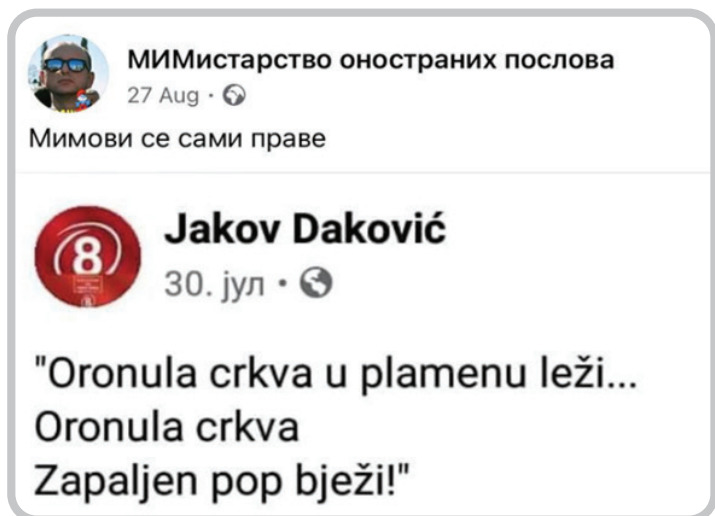 МИМистарство оностраних послова
27 Aug ·
Мимови се сами праве
8
Jakov Daković
30. јул ·
"Oronula crkva u plamenu leži...
Oronula crkva
Zapaljen pop bježi!"